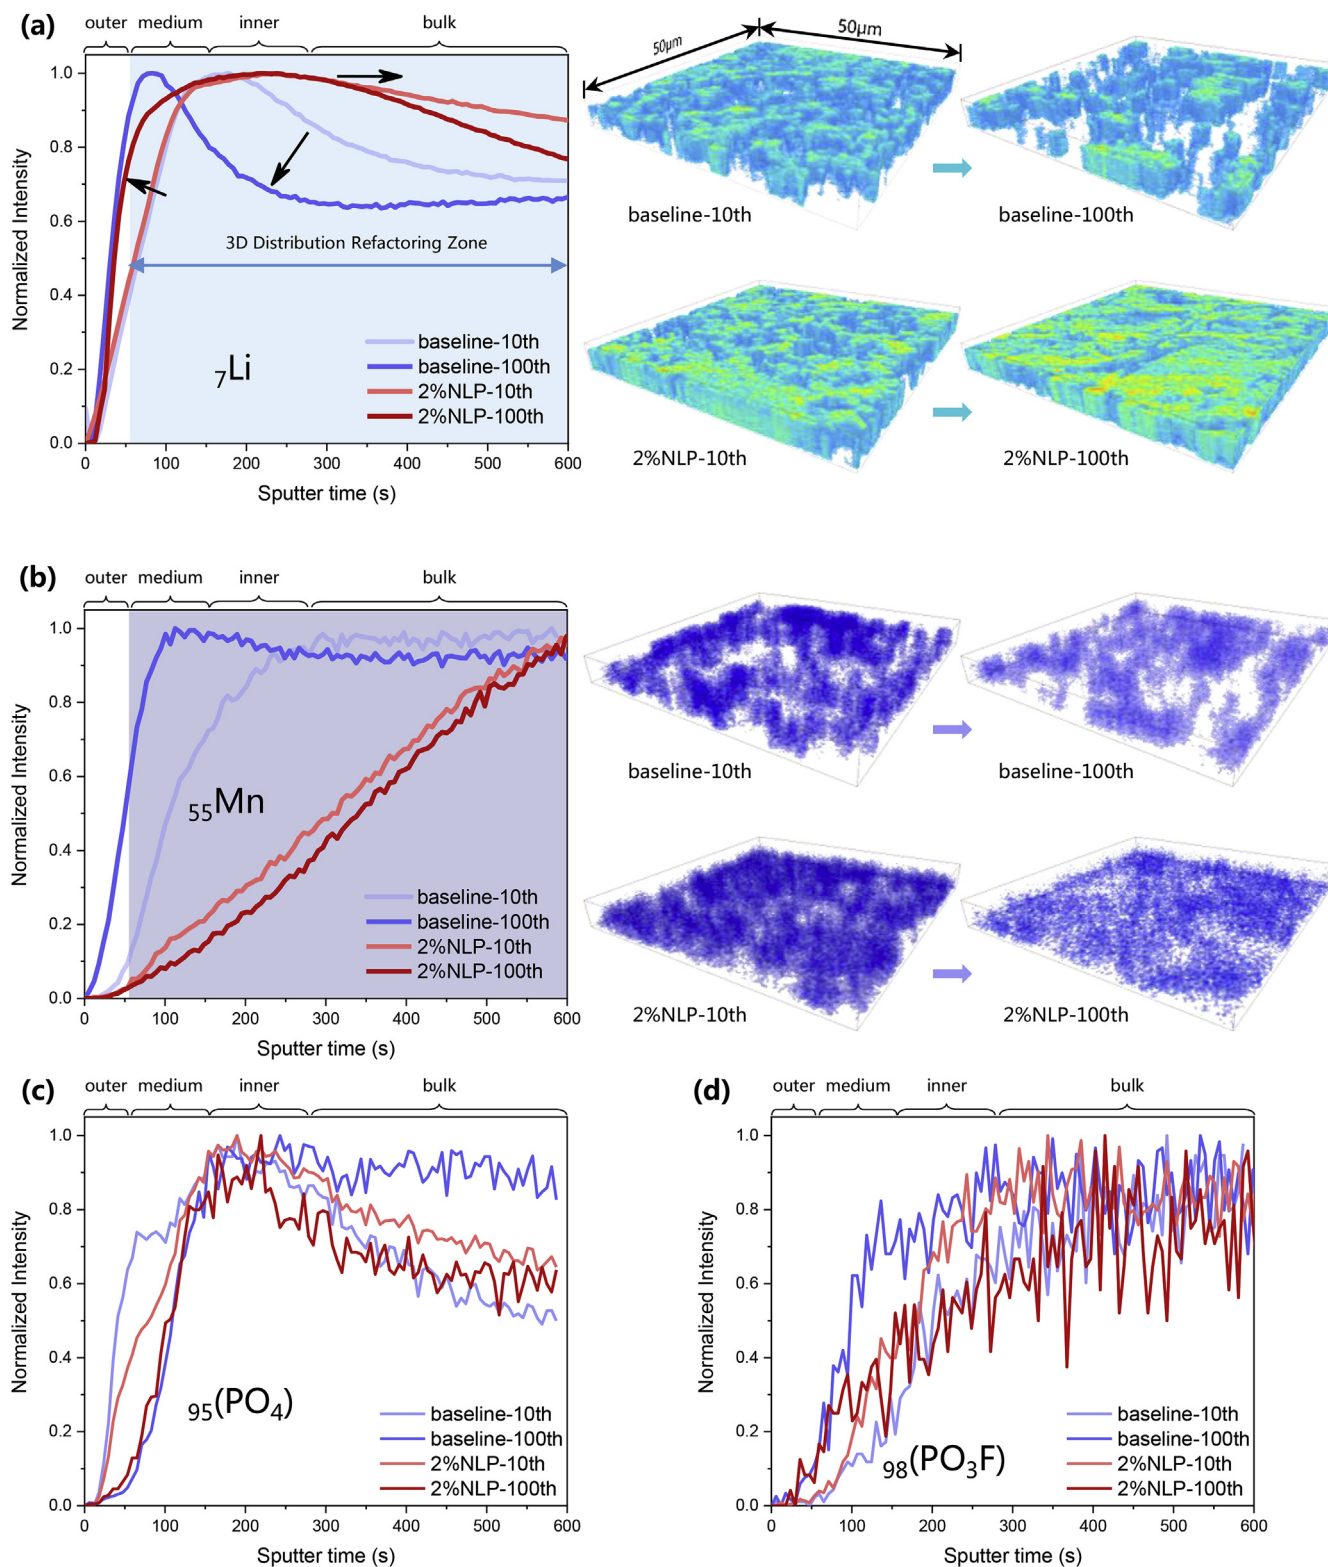 (a)
outer medium inner bulk
Normalized Intensity
1.0
0.8
0.6
0.4
0.2
0.0
3D Distribution Refactoring Zone
₇Li
baseline-10th
baseline-100th
2%NLP-10th
2%NLP-100th
0 100 200 300 400 500 600
Sputter time (s)
50μm 50μm
baseline-10th baseline-100th
2%NLP-10th 2%NLP-100th
(b)
outer medium inner bulk
Normalized Intensity
1.0
0.8
0.6
0.4
0.2
0.0
₅₅Mn
baseline-10th
baseline-100th
2%NLP-10th
2%NLP-100th
0 100 200 300 400 500 600
Sputter time (s)
baseline-10th baseline-100th
2%NLP-10th 2%NLP-100th
(c)
outer medium inner bulk
Normalized Intensity
1.0
0.8
0.6
0.4
0.2
0.0
₉₅(PO₄)
baseline-10th
baseline-100th
2%NLP-10th
2%NLP-100th
0 100 200 300 400 500 600
Sputter time (s)
(d)
outer medium inner bulk
Normalized Intensity
1.0
0.8
0.6
0.4
0.2
0.0
₉₈(PO₃F)
baseline-10th
baseline-100th
2%NLP-10th
2%NLP-100th
0 100 200 300 400 500 600
Sputter time (s)